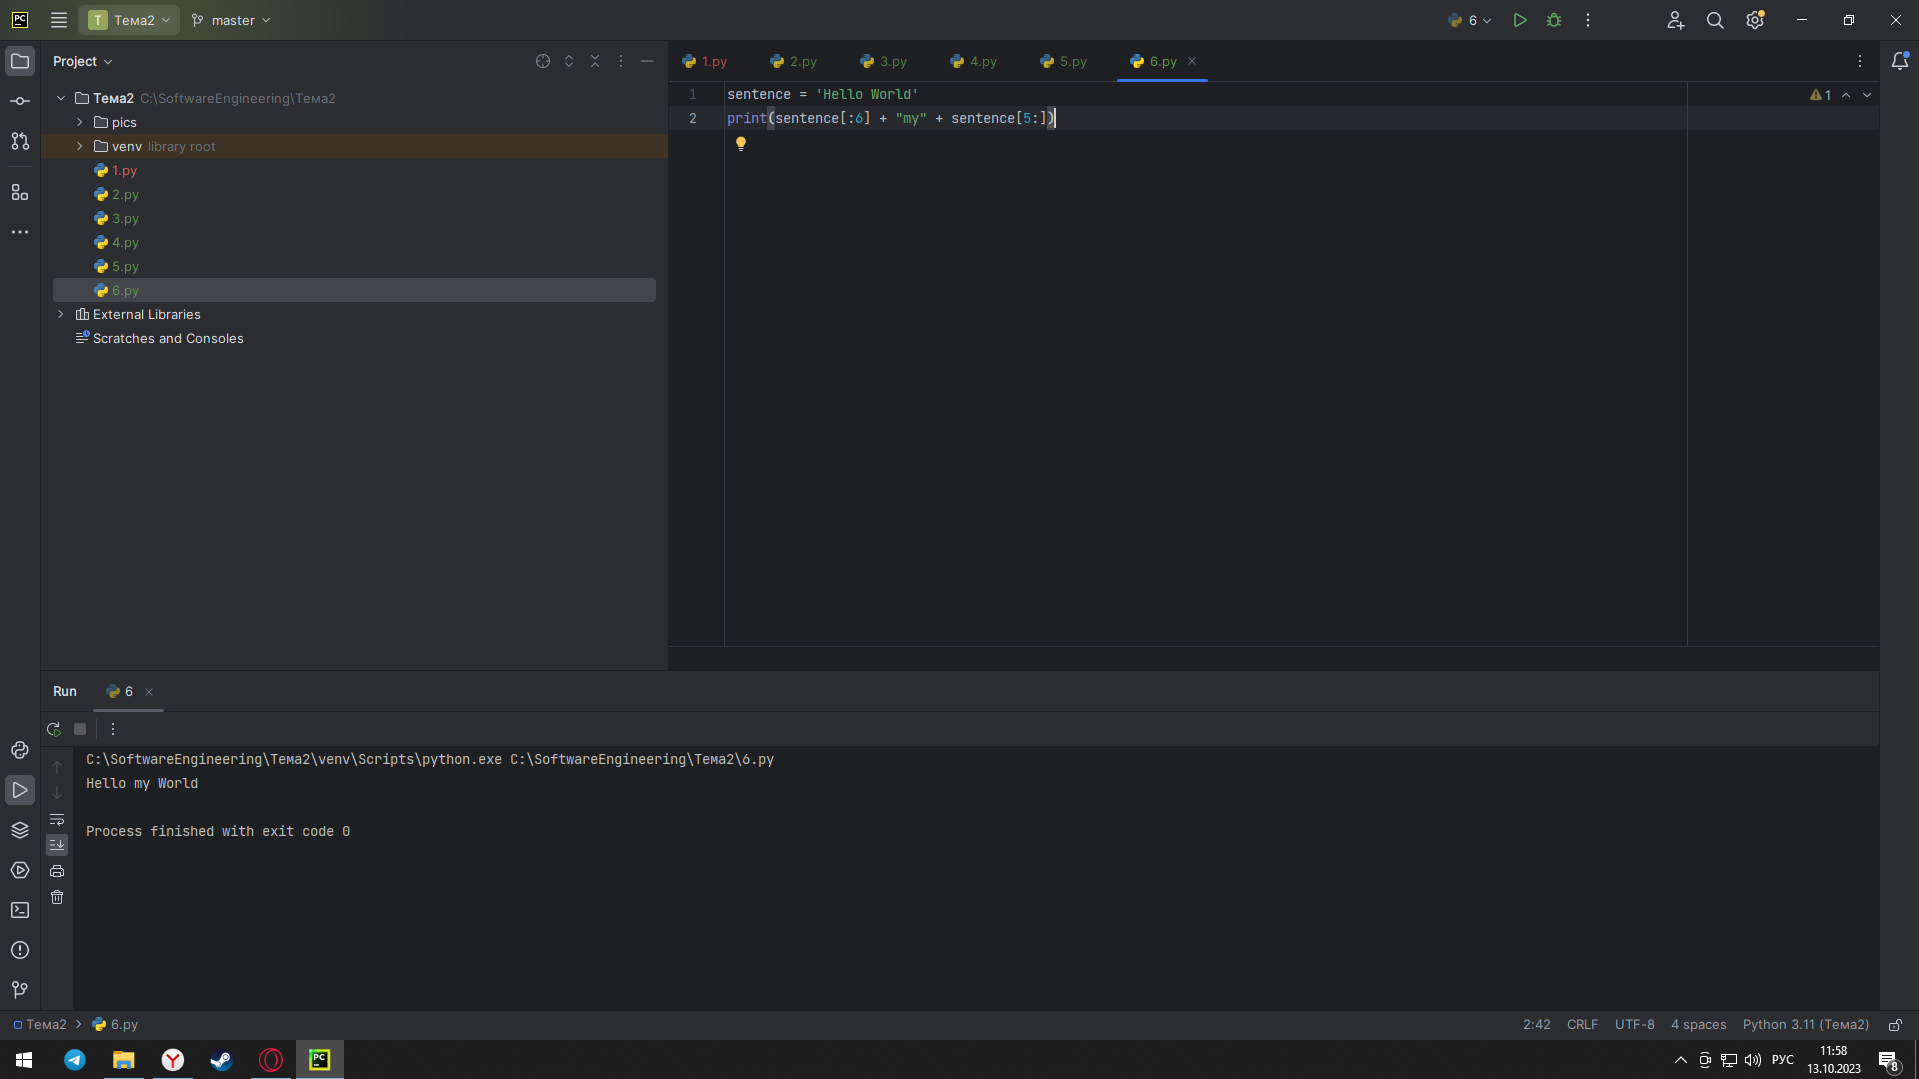 PC
T Тема2
master
6
Project
1.py
2.py
3.py
4.py
5.py
6.py
Тема2 C:\SoftwareEngineering\Тема2
pics
venv library root
1.py
2.py
3.py
4.py
5.py
6.py
External Libraries
Scratches and Consoles
1 sentence = 'Hello World'
2 print(sentence[:6] + "my" + sentence[5:])
1
Run
6
C:\SoftwareEngineering\Тема2\venv\Scripts\python.exe C:\SoftwareEngineering\Тема2\6.py
Hello my World
Process finished with exit code 0
Тема2 > 6.py
2:42 CRLF UTF-8 4 spaces Python 3.11 (Тема2)
PC
РУС
11:58
13.10.2023
8